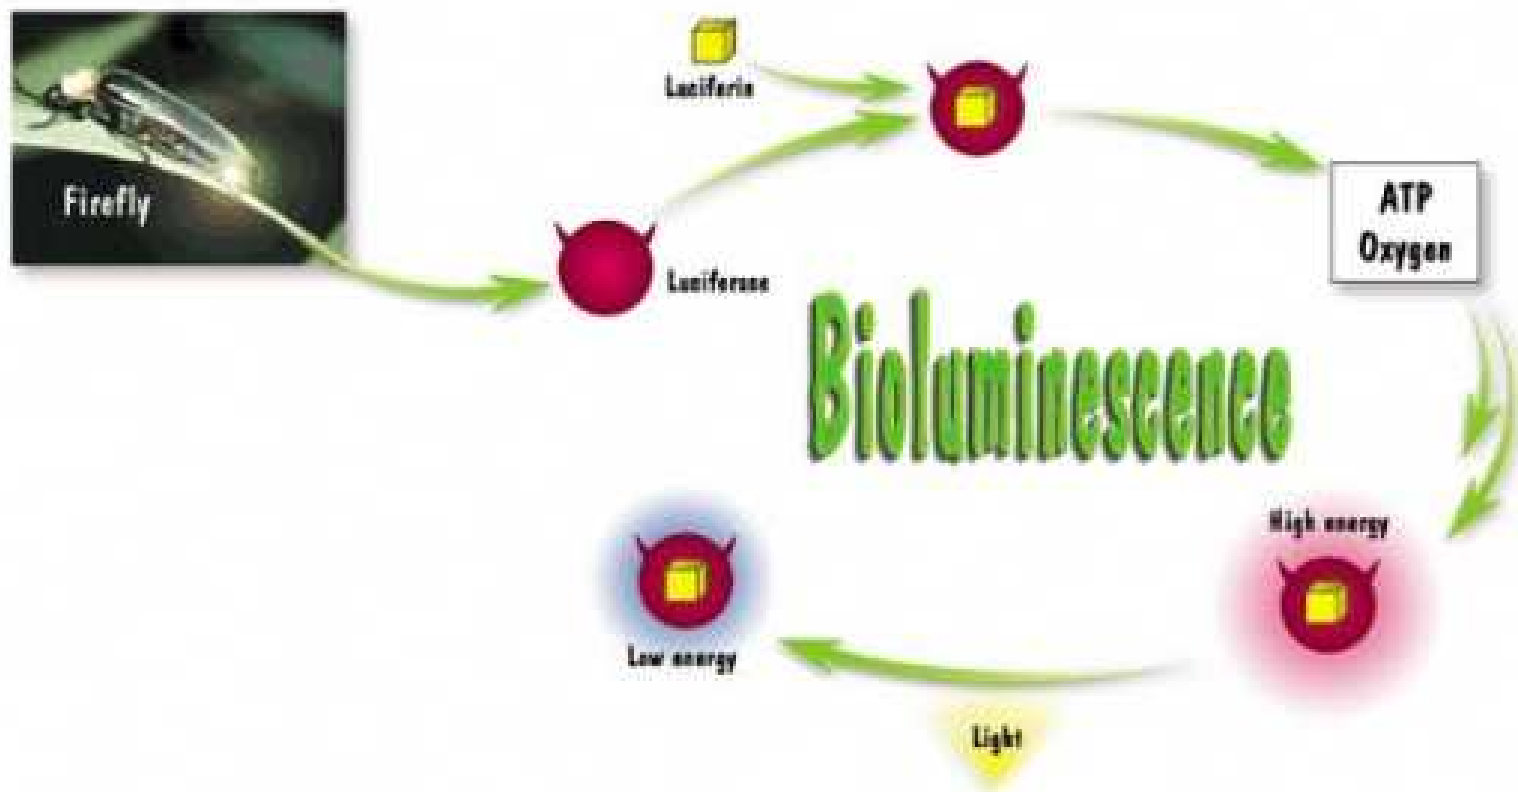 Luciferin
Firefly
Luciferase
ATP
Oxygen
Bioluminescence
High energy
Low energy
Light